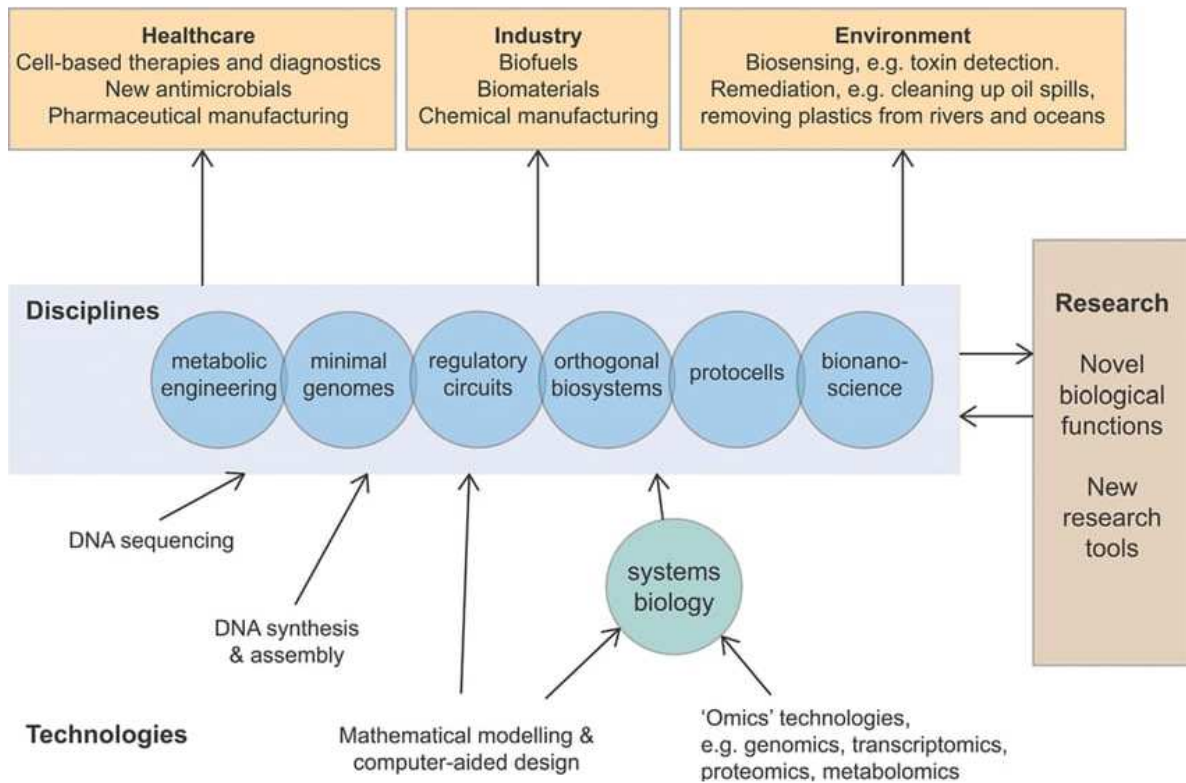 Healthcare
Cell-based therapies and diagnostics
New antimicrobials
Pharmaceutical manufacturing
Industry
Biofuels
Biomaterials
Chemical manufacturing
Environment
Biosensing, e.g. toxin detection.
Remediation, e.g. cleaning up oil spills,
removing plastics from rivers and oceans
Disciplines
metabolic
engineering
minimal
genomes
regulatory
circuits
orthogonal
biosystems
protocells
bionano-
science
Research
Novel
biological
functions
New
research
tools
DNA sequencing
DNA synthesis
& assembly
systems
biology
Technologies
Mathematical modelling &
computer-aided design
‘Omics’ technologies,
e.g. genomics, transcriptomics,
proteomics, metabolomics